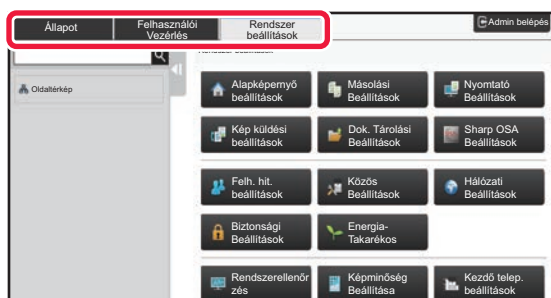 Állapot
Felhasználói
Vezérlés
Rendszer
beállítások
Admin belépés
Oldaltérkép
Alapképernyő
beállítások
Másolási
Beállítások
Nyomtató
Beállítások
Kép küldési
beállítások
Dok. Tárolási
Beállítások
Sharp OSA
Beállítások
Felh. hit.
beállítások
Közös
Beállítások
Hálózati
Beállítások
Biztonsági
Beállítások
Energia-
Takarékos
Rendszerellenőr
zés
Képminőség
Beállítása
Kezdő telep.
beállítások